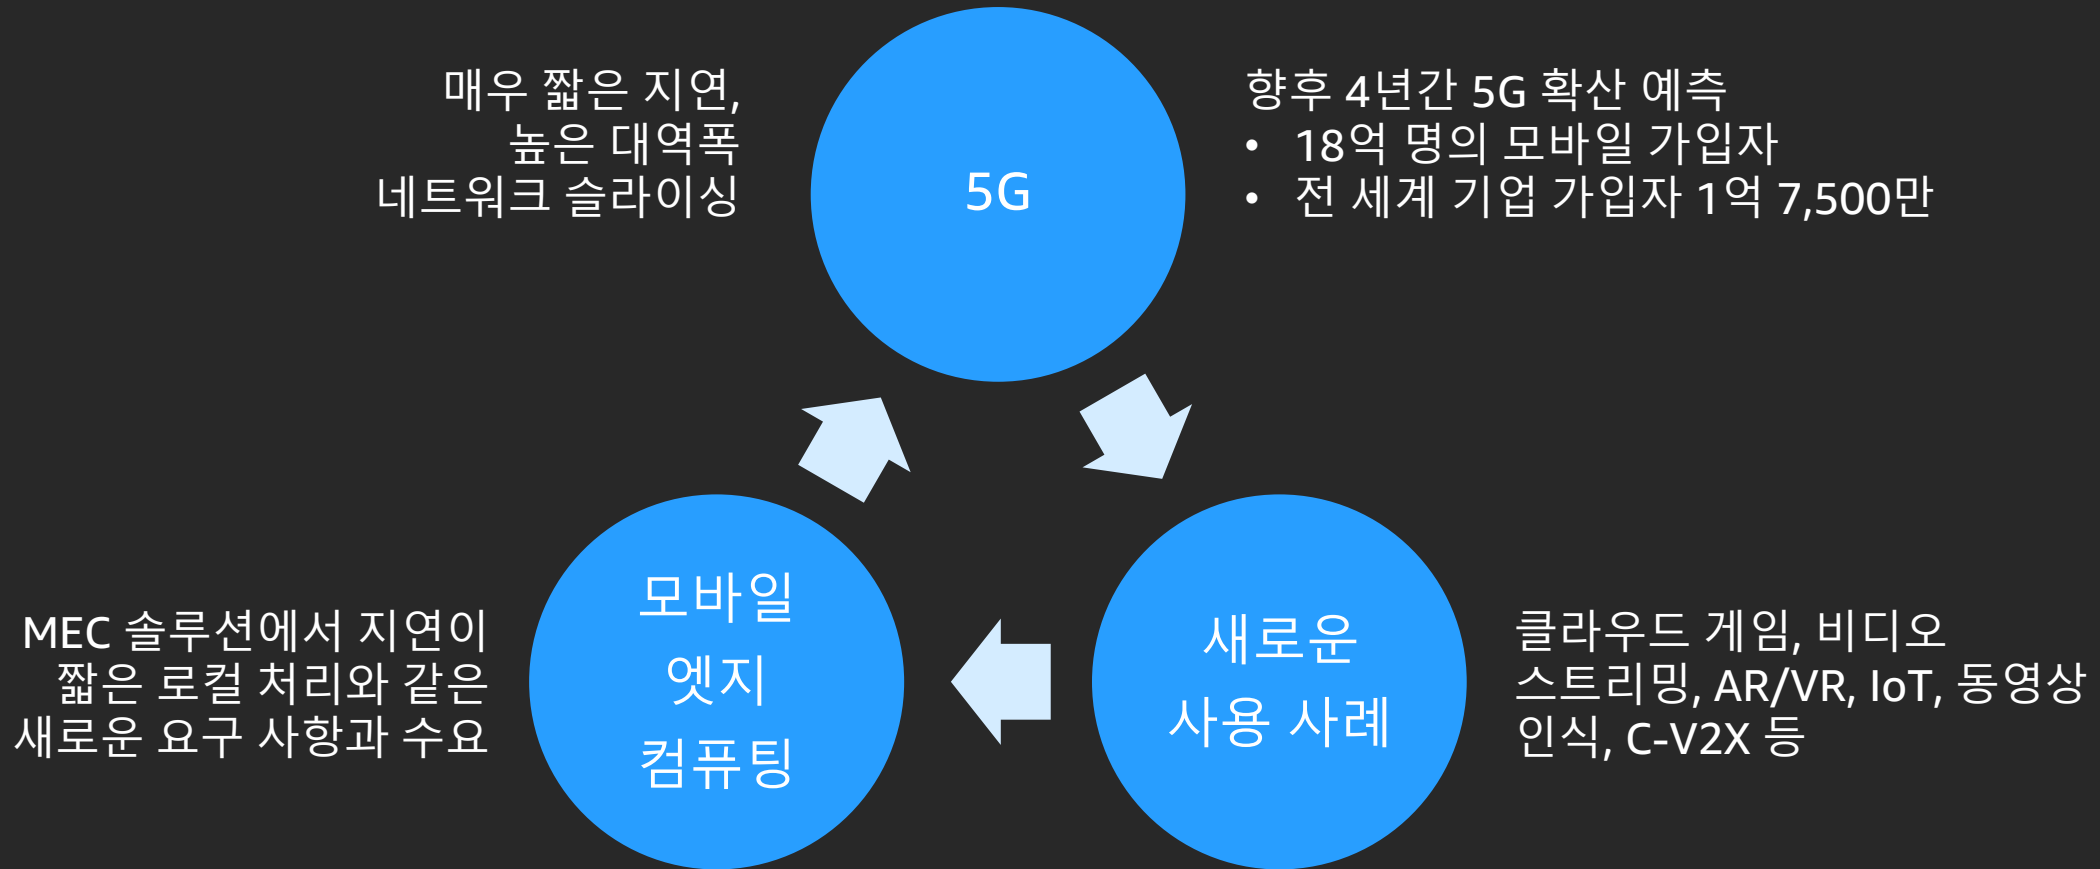 매우 짧은 지연,
높은 대역폭
네트워크 슬라이싱
5G
향후 4년간 5G 확산 예측
• 18억 명의 모바일 가입자
• 전 세계 기업 가입자 1억 7,500만
MEC 솔루션에서 지연이
짧은 로컬 처리와 같은
새로운 요구 사항과 수요
모바일
엣지
컴퓨팅
새로운
사용 사례
클라우드 게임, 비디오
스트리밍, AR/VR, IoT, 동영상
인식, C-V2X 등